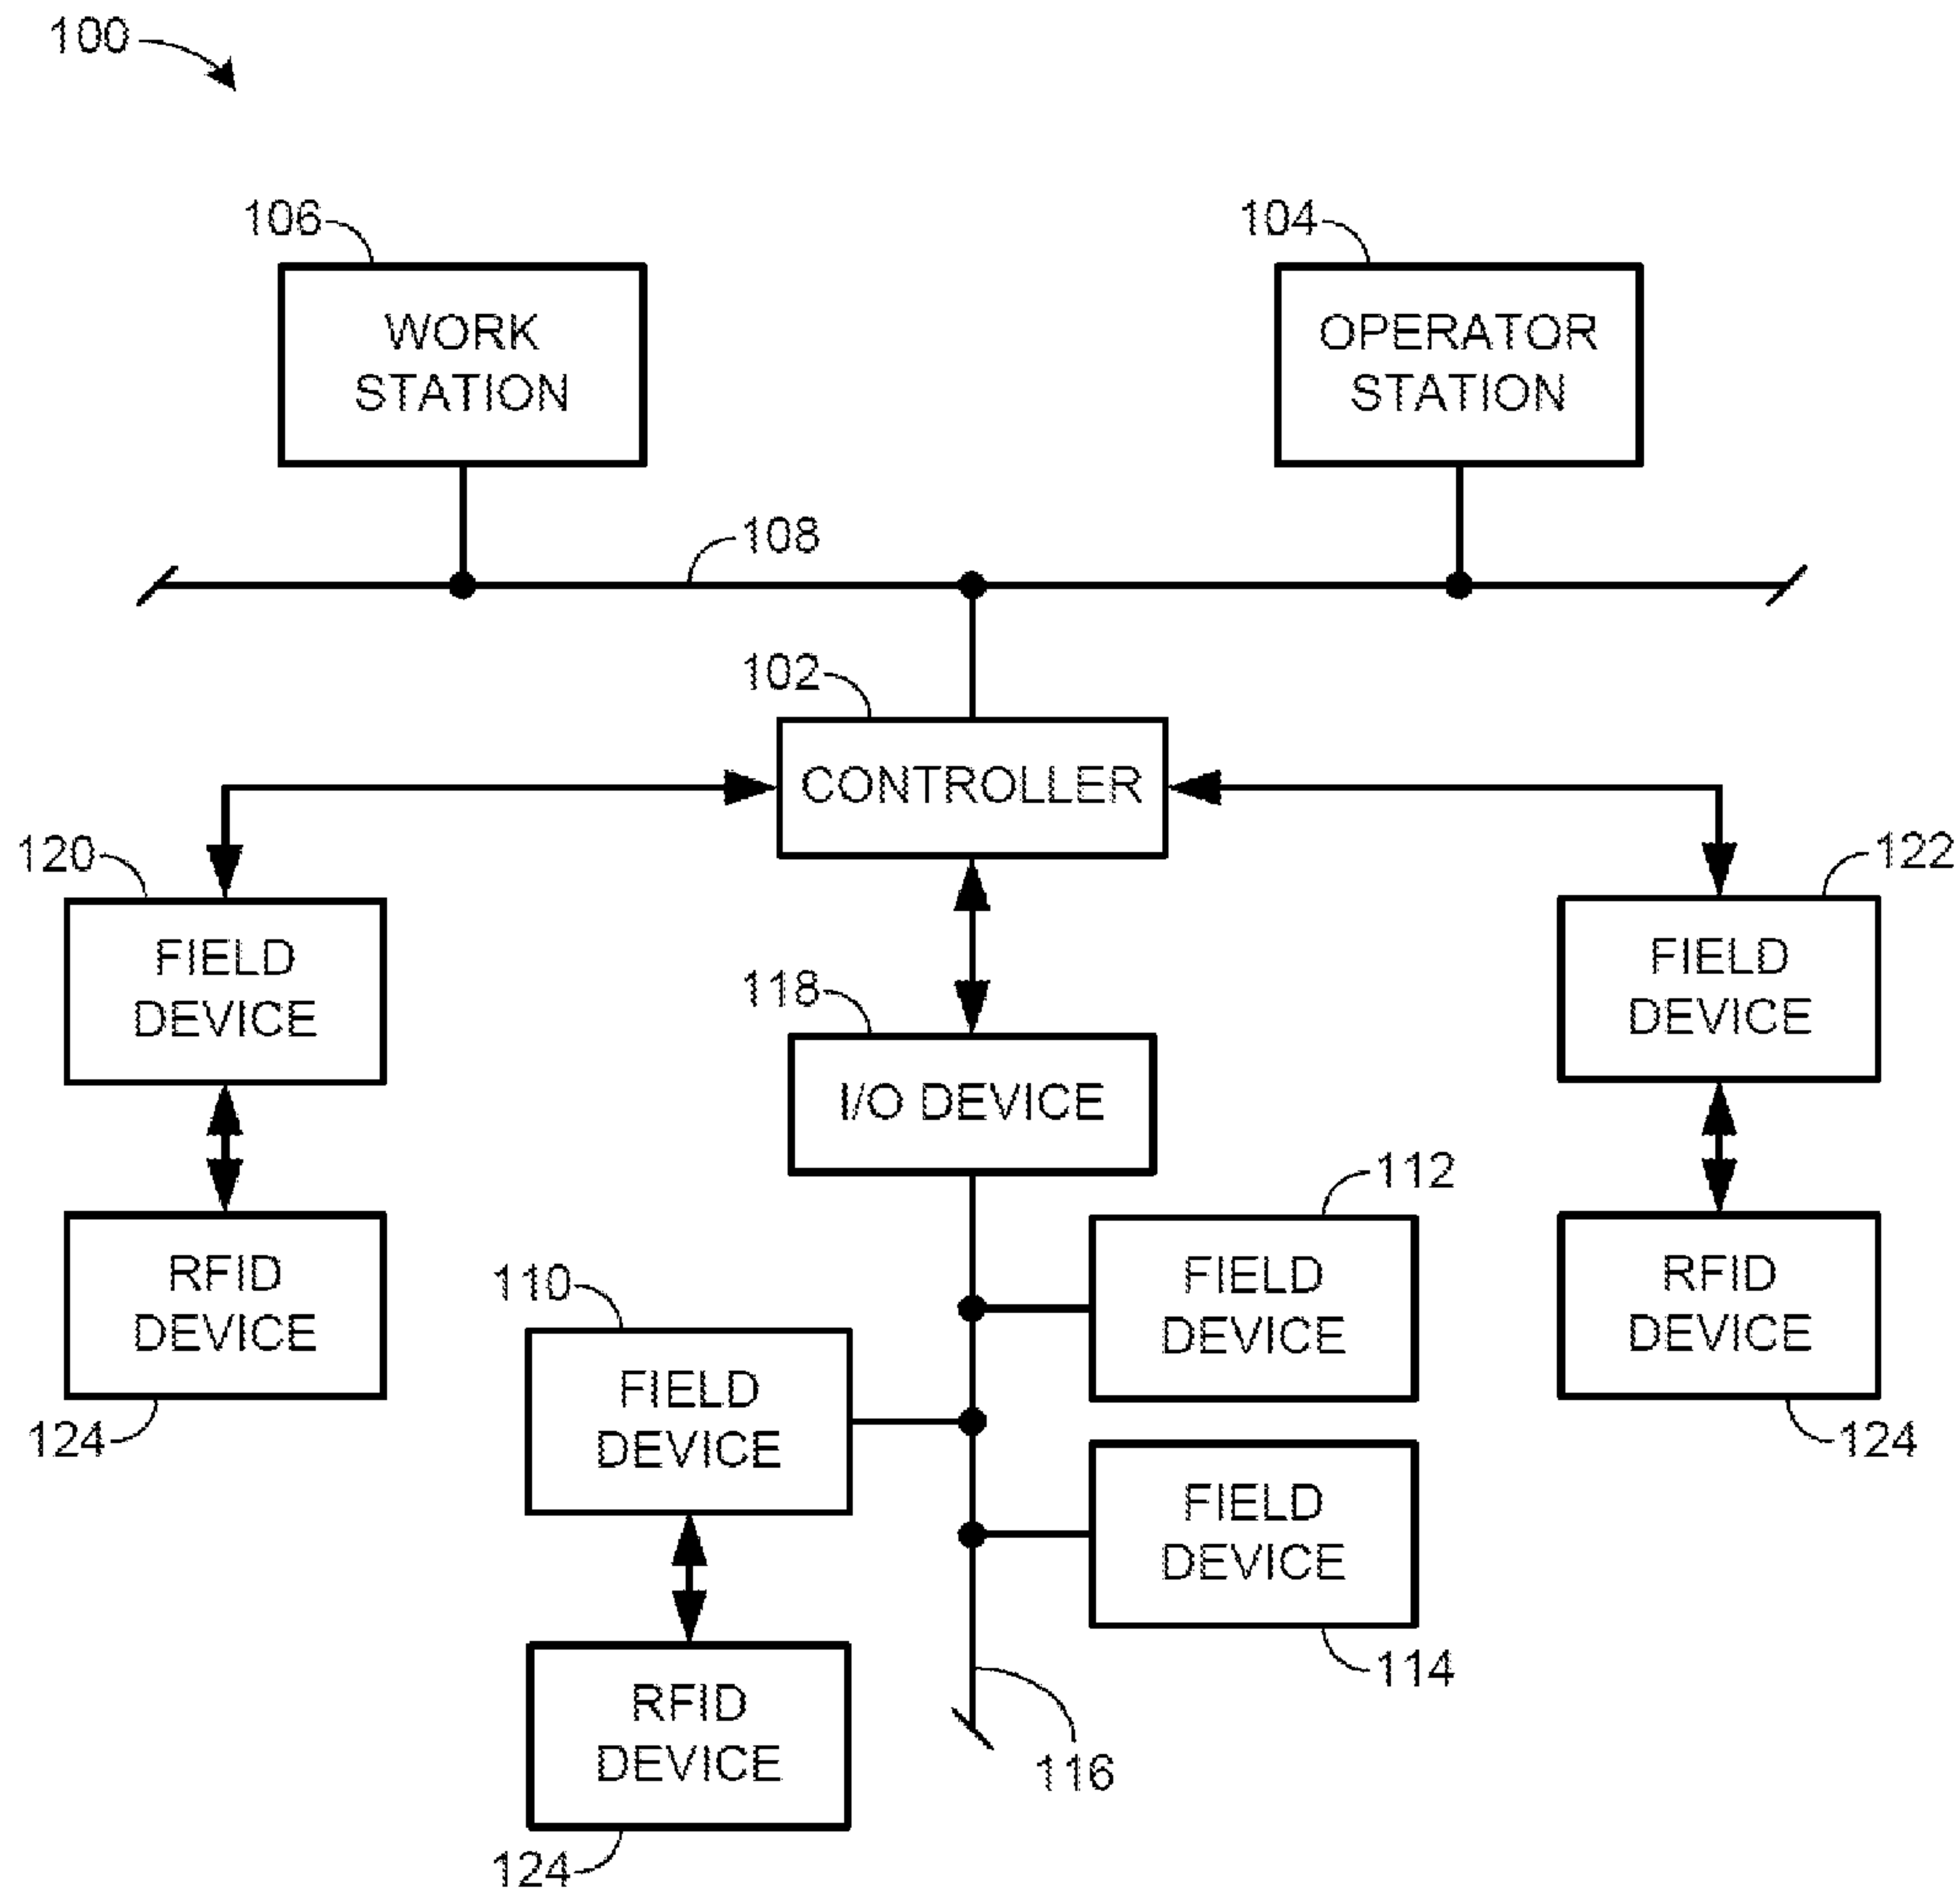 100
106
104
WORK
STATION
OPERATOR
STATION
108
102
CONTROLLER
120
122
FIELD
DEVICE
FIELD
DEVICE
118
I/O DEVICE
112
RFID
DEVICE
FIELD
DEVICE
RFID
DEVICE
110
FIELD
DEVICE
124
124
FIELD
DEVICE
114
RFID
DEVICE
116
124